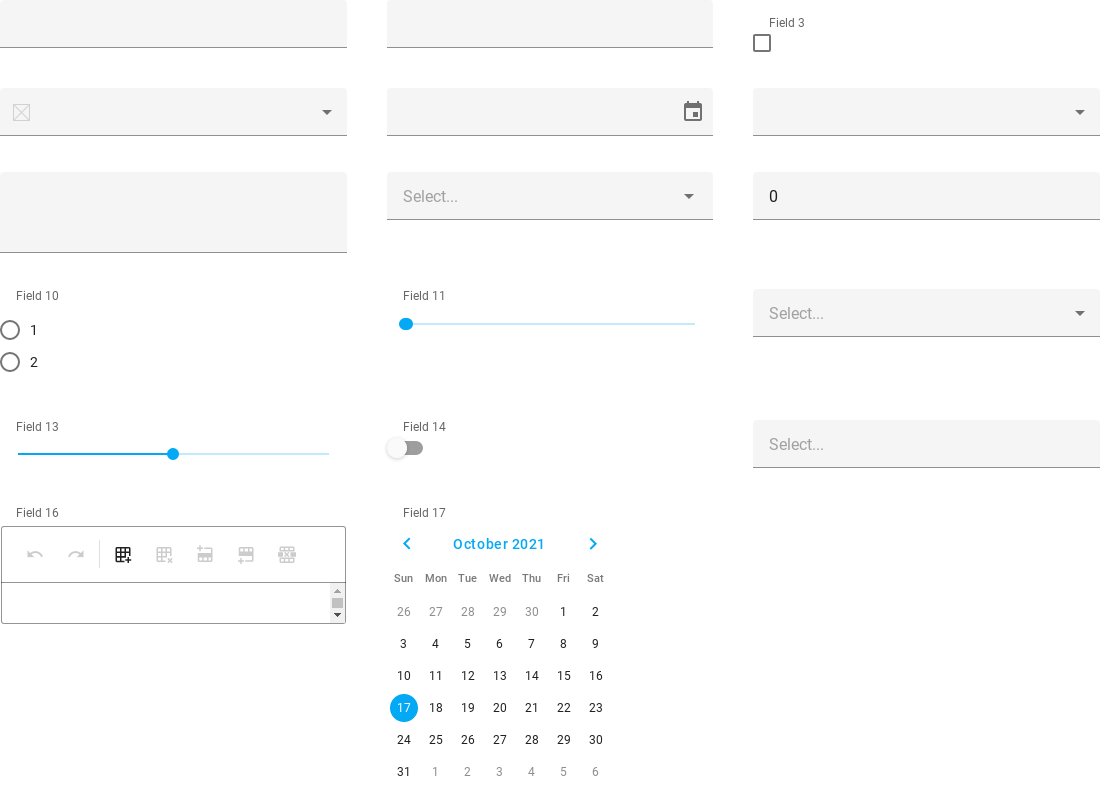 Field 3
Select...
0
Field 10
1
2
Field 11
Select...
Field 13
Field 14
Select...
Field 16
Field 17
October 2021
Sun Mon Tue Wed Thu Fri Sat
26 27 28 29 30 1 2
3 4 5 6 7 8 9
10 11 12 13 14 15 16
17 18 19 20 21 22 23
24 25 26 27 28 29 30
31 1 2 3 4 5 6